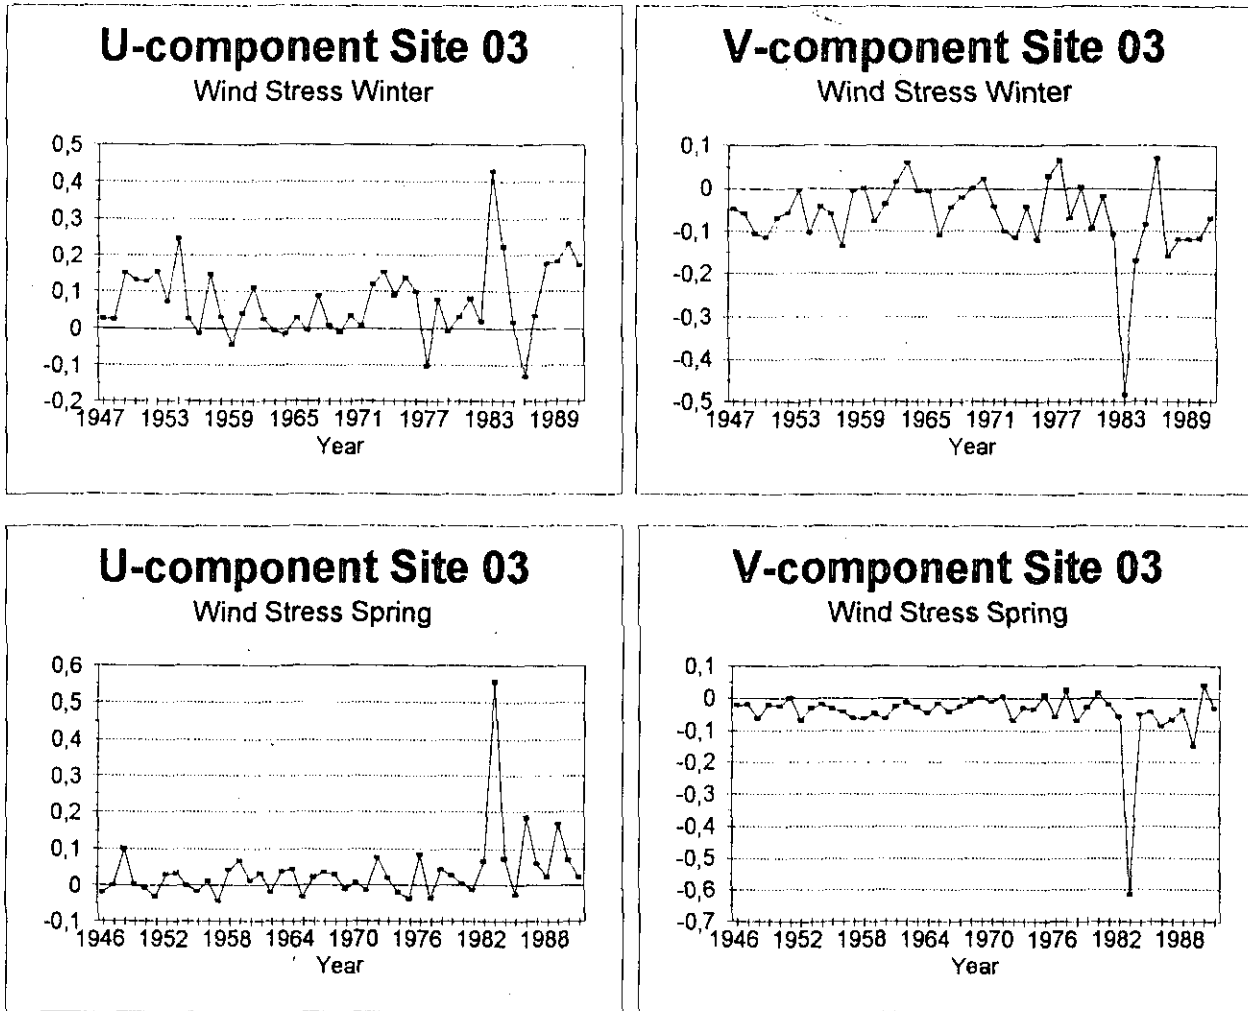 U-component Site 03
Wind Stress Winter
0,5
0,4
0,3
0,2
0,1
0
-0,1
-0,2
1947 1953 1959 1965 1971 1977 1983 1989
Year
V-component Site 03
Wind Stress Winter
0,1
0
-0,1
-0,2
-0,3
-0,4
-0,5
1947 1953 1959 1965 1971 1977 1983 1989
Year
U-component Site 03
Wind Stress Spring
0,6
0,5
0,4
0,3
0,2
0,1
0
-0,1
1946 1952 1958 1964 1970 1976 1982 1988
Year
V-component Site 03
Wind Stress Spring
0,1
0
-0,1
-0,2
-0,3
-0,4
-0,5
-0,6
-0,7
1946 1952 1958 1964 1970 1976 1982 1988
Year